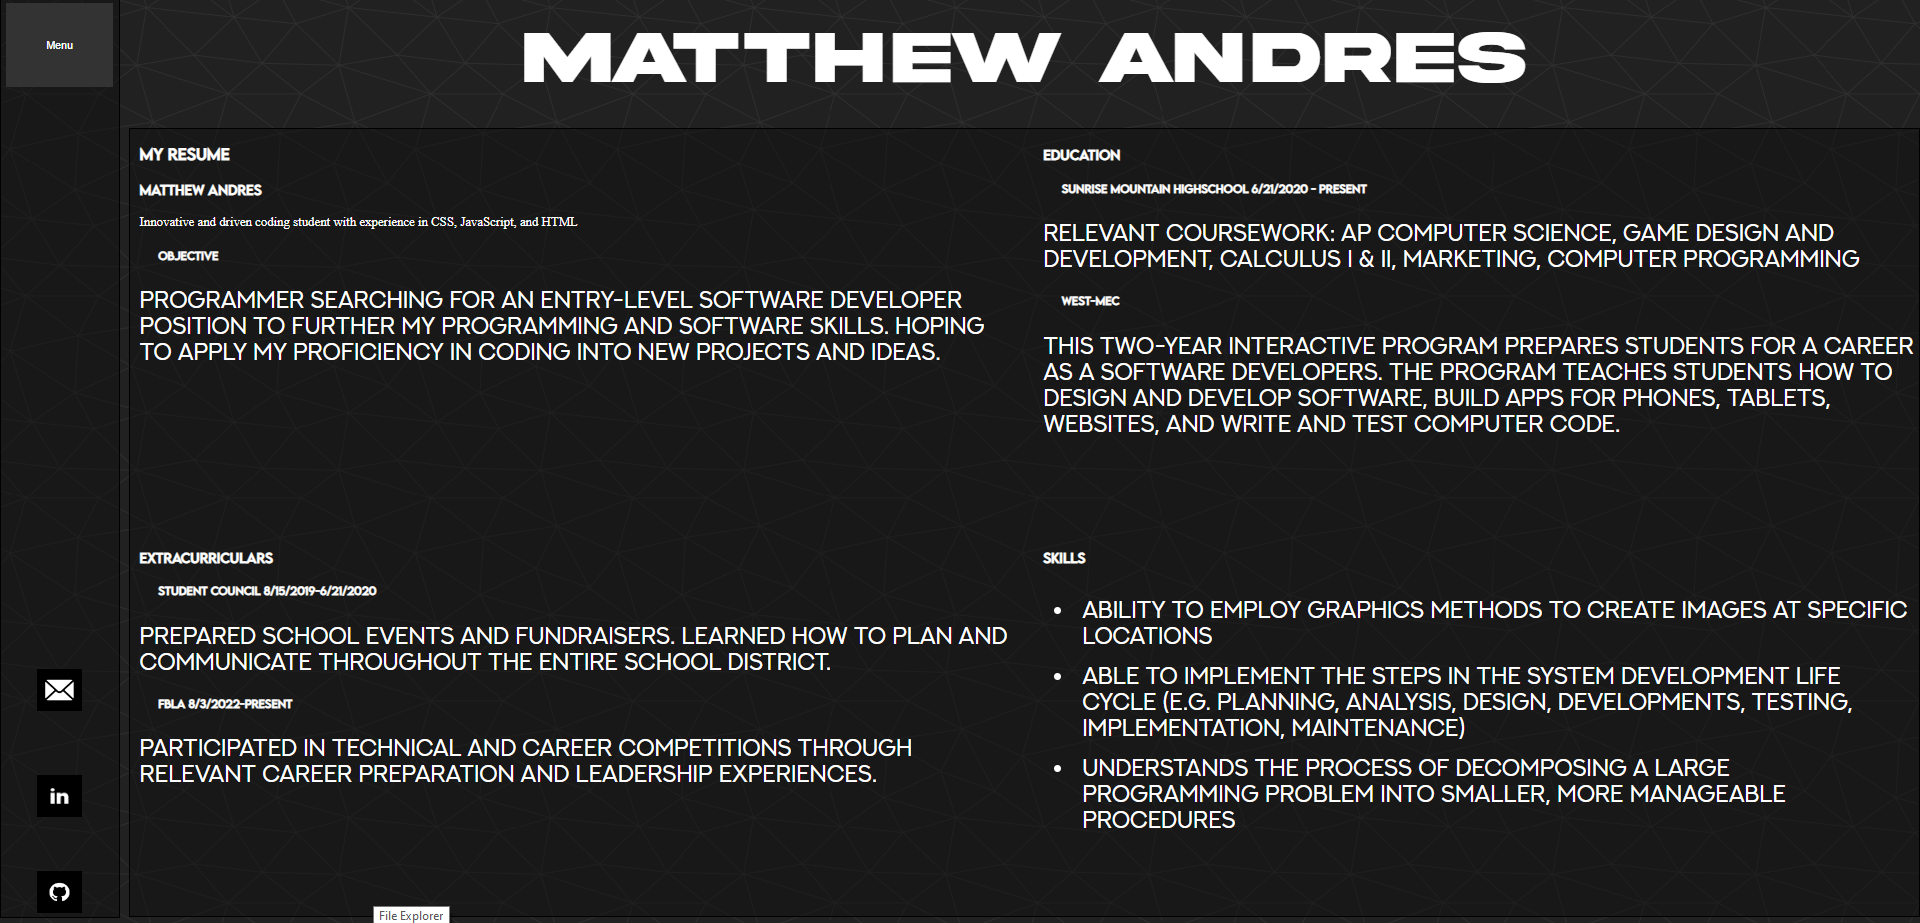 Menu
MATTHEW ANDRES
MY RESUME
MATTHEW ANDRES
Innovative and driven coding student with experience in CSS, JavaScript, and HTML
OBJECTIVE
PROGRAMMER SEARCHING FOR AN ENTRY-LEVEL SOFTWARE DEVELOPER
POSITION TO FURTHER MY PROGRAMMING AND SOFTWARE SKILLS. HOPING
TO APPLY MY PROFICIENCY IN CODING INTO NEW PROJECTS AND IDEAS.
EDUCATION
SUNRISE MOUNTAIN HIGHSCHOOL 6/21/2020 - PRESENT
RELEVANT COURSEWORK: AP COMPUTER SCIENCE, GAME DESIGN AND
DEVELOPMENT, CALCULUS I & II, MARKETING, COMPUTER PROGRAMMING
WEST-MEC
THIS TWO-YEAR INTERACTIVE PROGRAM PREPARES STUDENTS FOR A CAREER
AS A SOFTWARE DEVELOPERS. THE PROGRAM TEACHES STUDENTS HOW TO
DESIGN AND DEVELOP SOFTWARE, BUILD APPS FOR PHONES, TABLETS,
WEBSITES, AND WRITE AND TEST COMPUTER CODE.
EXTRACURRICULARS
STUDENT COUNCIL 8/15/2019-6/21/2020
PREPARED SCHOOL EVENTS AND FUNDRAISERS. LEARNED HOW TO PLAN AND
COMMUNICATE THROUGHOUT THE ENTIRE SCHOOL DISTRICT.
FBLA 8/3/2022-PRESENT
PARTICIPATED IN TECHNICAL AND CAREER COMPETITIONS THROUGH
RELEVANT CAREER PREPARATION AND LEADERSHIP EXPERIENCES.
SKILLS
• ABILITY TO EMPLOY GRAPHICS METHODS TO CREATE IMAGES AT SPECIFIC
LOCATIONS
• ABLE TO IMPLEMENT THE STEPS IN THE SYSTEM DEVELOPMENT LIFE
CYCLE (E.G. PLANNING, ANALYSIS, DESIGN, DEVELOPMENTS, TESTING,
IMPLEMENTATION, MAINTENANCE)
• UNDERSTANDS THE PROCESS OF DECOMPOSING A LARGE
PROGRAMMING PROBLEM INTO SMALLER, MORE MANAGEABLE
PROCEDURES
in
File Explorer